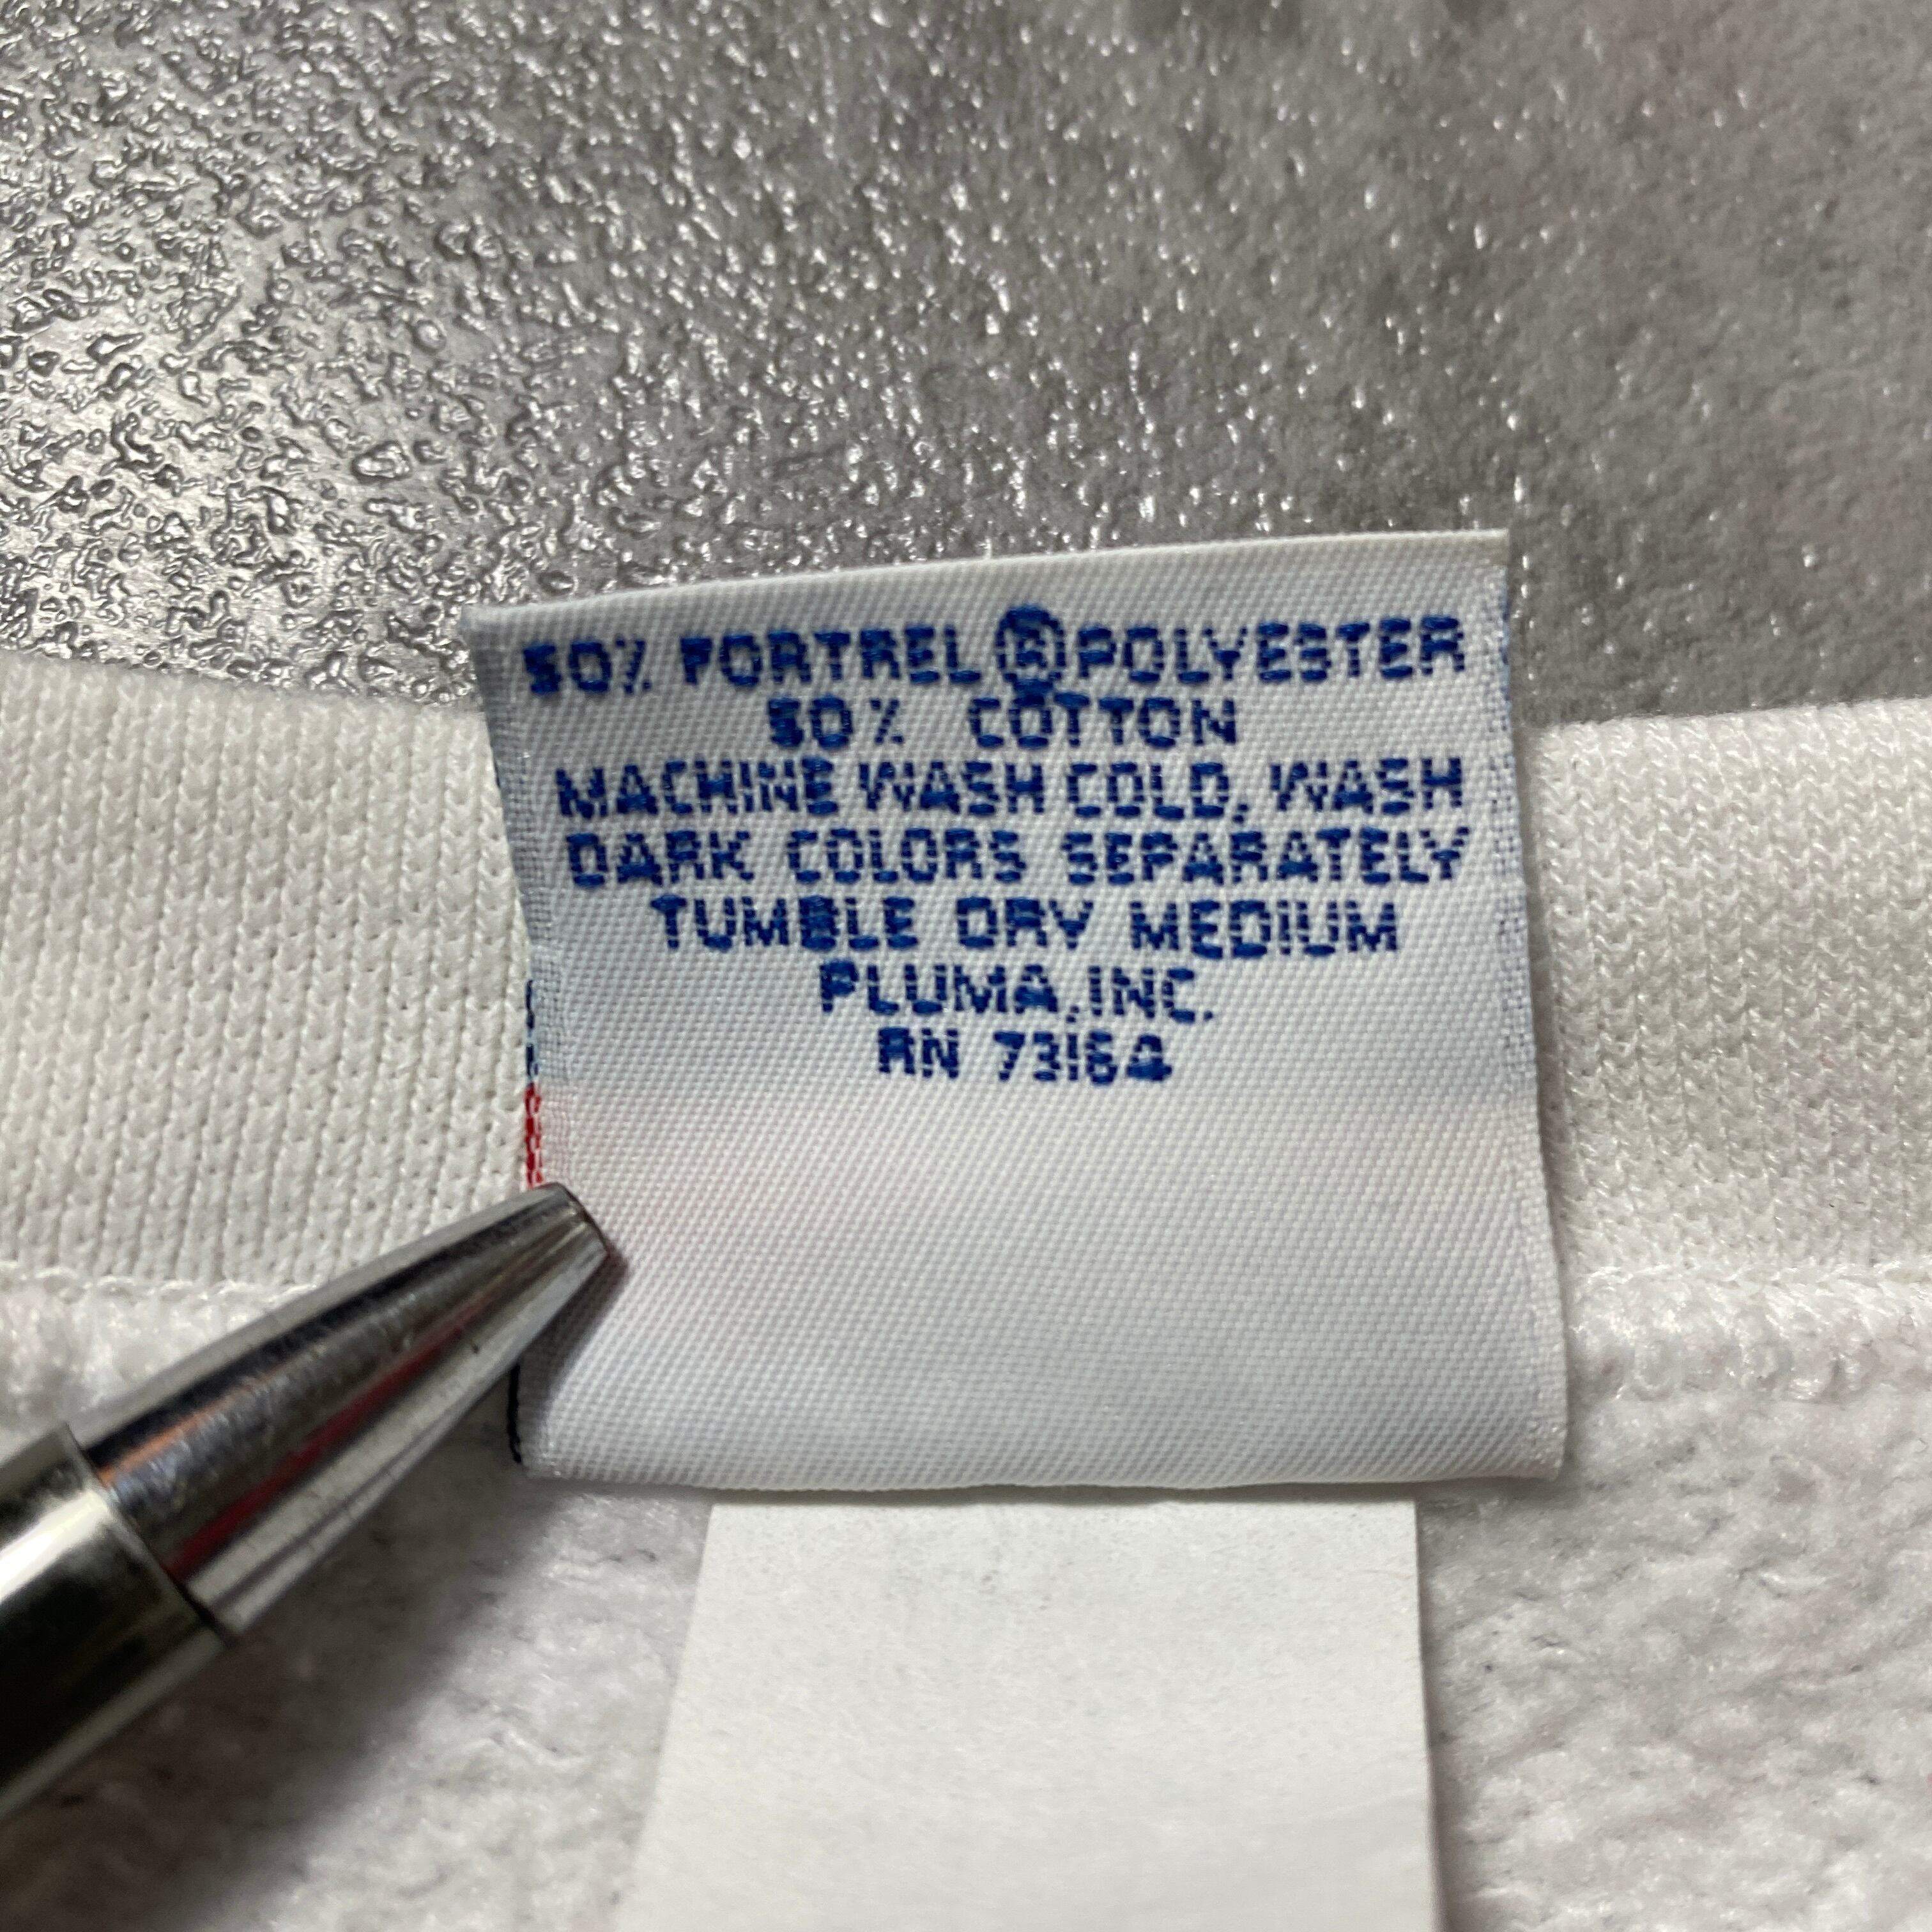 50% FORTREL ® POLYESTER
50% COTTON
MACHINE WASH COLD, WASH
DARK COLORS SEPARATELY
TUMBLE DRY MEDIUM
PLUMA, INC.
RN 73164